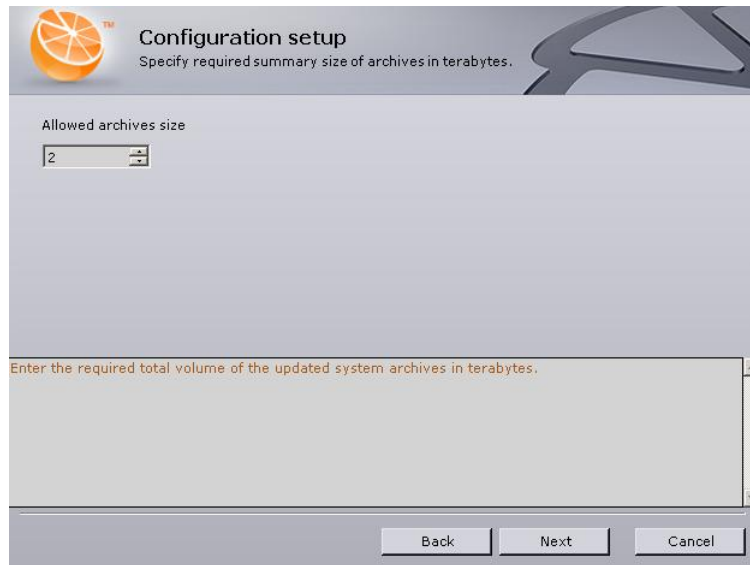 TM
Configuration setup
Specify required summary size of archives in terabytes.
Allowed archives size
2
Enter the required total volume of the updated system archives in terabytes.
Back Next Cancel